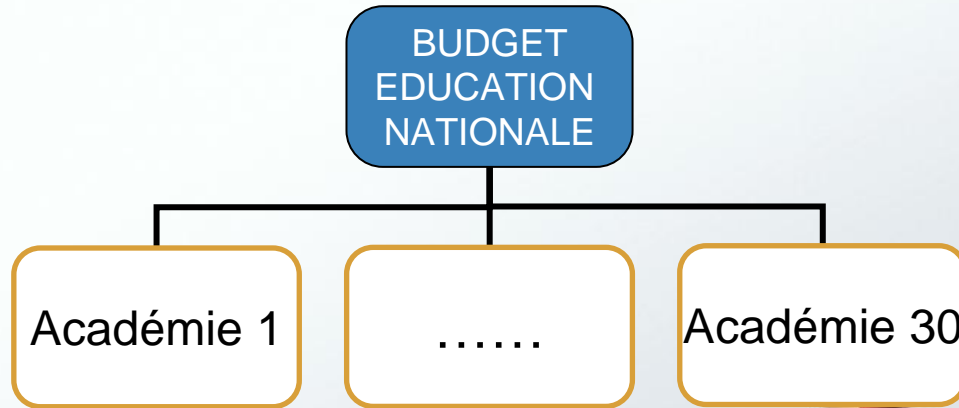 BUDGET
EDUCATION
NATIONALE
Académie 1
......
Académie 30